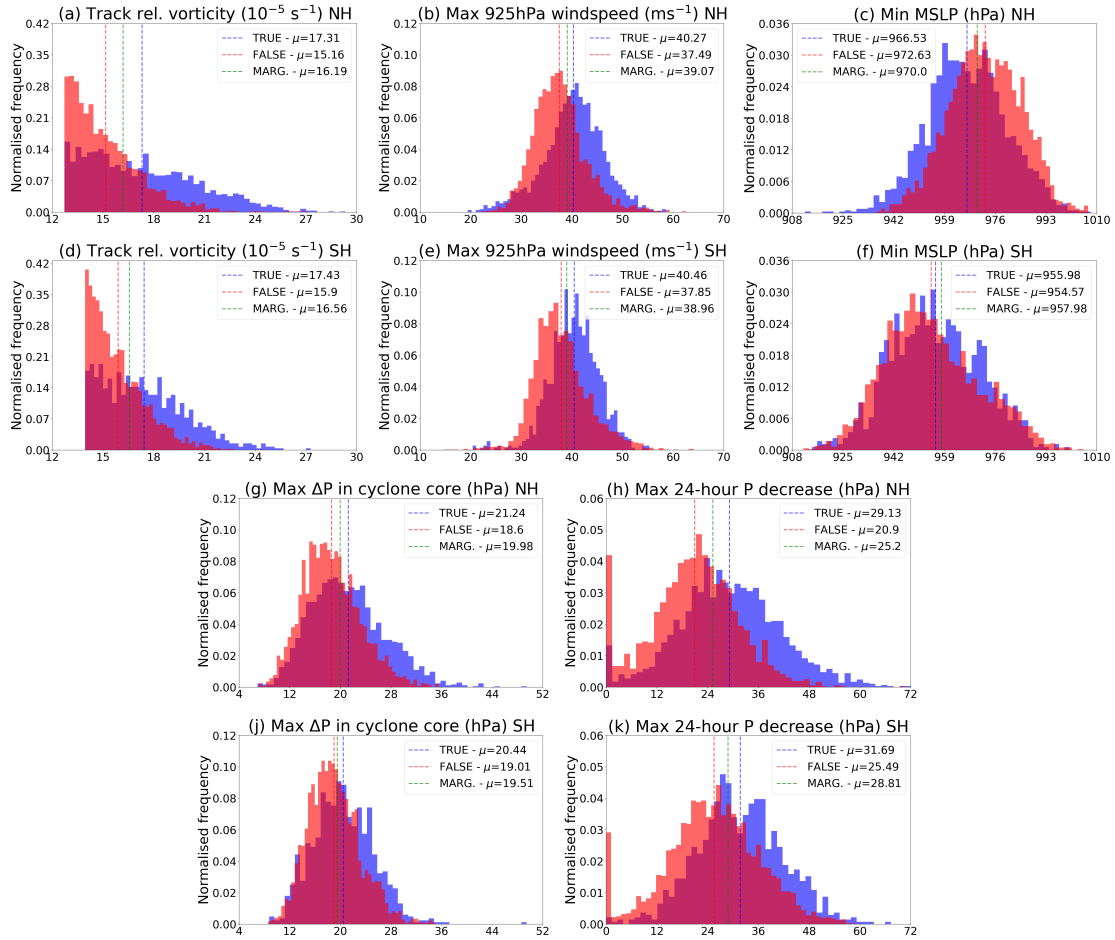 (a) Track rel. vorticity (10⁻⁵ s⁻¹) NH
Normalised frequency
0.42
0.35
0.28
0.21
0.14
0.07
0.00
12 15 18 21 24 27 30
TRUE - μ=17.31
FALSE - μ=15.16
MARG. - μ=16.19
(b) Max 925hPa windspeed (ms⁻¹) NH
Normalised frequency
0.12
0.10
0.08
0.06
0.04
0.02
0.00
10 20 30 40 50 60 70
TRUE - μ=40.27
FALSE - μ=37.49
MARG. - μ=39.07
(c) Min MSLP (hPa) NH
Normalised frequency
0.036
0.030
0.024
0.018
0.012
0.006
0.000
908 925 942 959 976 993 1010
TRUE - μ=966.53
FALSE - μ=972.63
MARG. - μ=970.0
(d) Track rel. vorticity (10⁻⁵ s⁻¹) SH
Normalised frequency
0.42
0.35
0.28
0.21
0.14
0.07
0.00
12 15 18 21 24 27 30
TRUE - μ=17.43
FALSE - μ=15.9
MARG. - μ=16.56
(e) Max 925hPa windspeed (ms⁻¹) SH
Normalised frequency
0.12
0.10
0.08
0.06
0.04
0.02
0.00
10 20 30 40 50 60 70
TRUE - μ=40.46
FALSE - μ=37.85
MARG. - μ=38.96
(f) Min MSLP (hPa) SH
Normalised frequency
0.036
0.030
0.024
0.018
0.012
0.006
0.000
908 925 942 959 976 993 1010
TRUE - μ=955.98
FALSE - μ=954.57
MARG. - μ=957.98
(g) Max ΔP in cyclone core (hPa) NH
Normalised frequency
0.12
0.10
0.08
0.06
0.04
0.02
0.00
4 12 20 28 36 44 52
TRUE - μ=21.24
FALSE - μ=18.6
MARG. - μ=19.98
(h) Max 24-hour P decrease (hPa) NH
Normalised frequency
0.06
0.05
0.04
0.03
0.02
0.01
0.00
0 12 24 36 48 60 72
TRUE - μ=29.13
FALSE - μ=20.9
MARG. - μ=25.2
(j) Max ΔP in cyclone core (hPa) SH
Normalised frequency
0.12
0.10
0.08
0.06
0.04
0.02
0.00
4 12 20 28 36 44 52
TRUE - μ=20.44
FALSE - μ=19.01
MARG. - μ=19.51
(k) Max 24-hour P decrease (hPa) SH
Normalised frequency
0.06
0.05
0.04
0.03
0.02
0.01
0.00
0 12 24 36 48 60 72
TRUE - μ=31.69
FALSE - μ=25.49
MARG. - μ=28.81